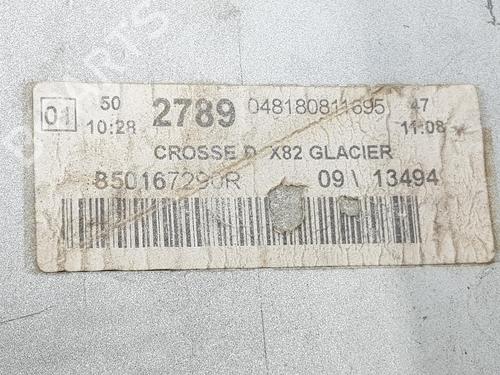 01 50 2789 048180811695 47
10:28 11:08
CROSSE D X82 GLACIER
850167290R 09\ 13494